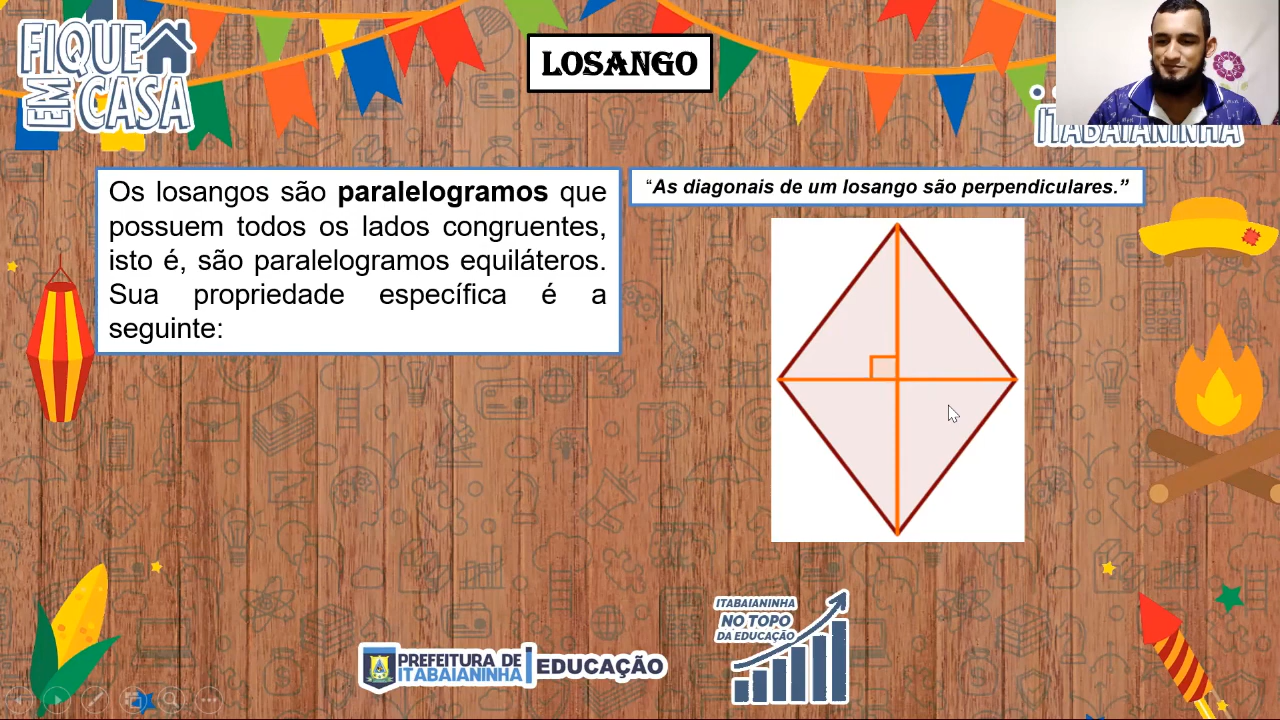 FIQUE
EM CASA
LOSANGO
ITABAIANINHA
Os losangos são paralelogramos que
possuem todos os lados congruentes,
isto é, são paralelogramos equiláteros.
Sua propriedade específica é a
seguinte:
“As diagonais de um losango são perpendiculares.”
ITABAIANINHA
NO TOPO
DA EDUCAÇÃO
PREFEITURA DE
ITABAIANINHA
EDUCAÇÃO